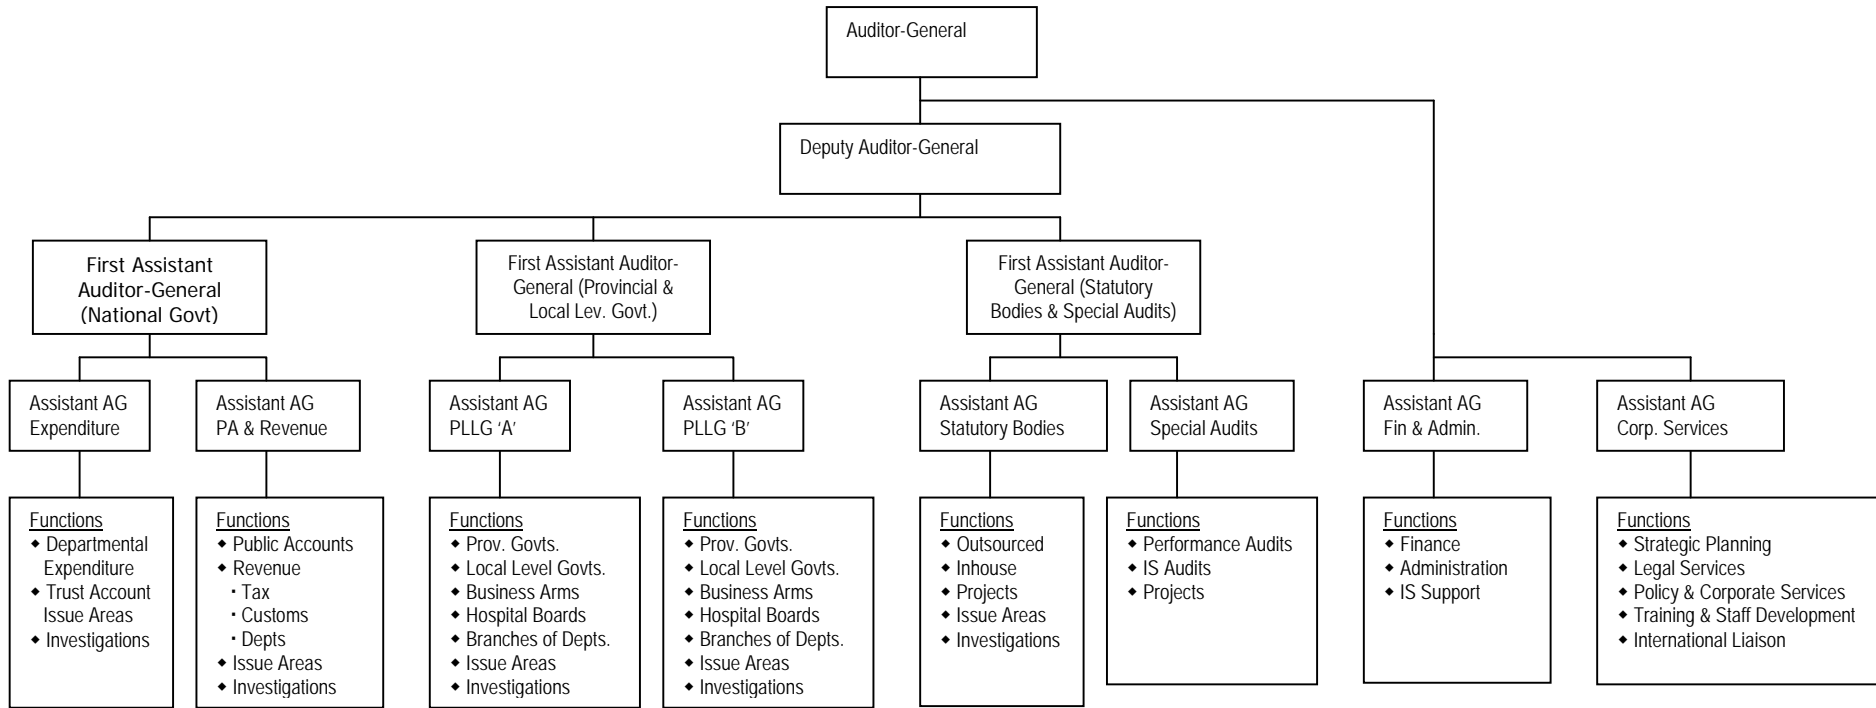 Auditor-General
Deputy Auditor-General
First Assistant
Auditor-General
(National Govt)
First Assistant Auditor-
General (Provincial &
Local Lev. Govt.)
First Assistant Auditor-
General (Statutory
Bodies & Special Audits)
Assistant AG
Expenditure
Assistant AG
PA & Revenue
Assistant AG
PLLG ‘A’
Assistant AG
PLLG ‘B’
Assistant AG
Statutory Bodies
Assistant AG
Special Audits
Assistant AG
Fin & Admin.
Assistant AG
Corp. Services
Functions
◆ Departmental
Expenditure
◆ Trust Account
Issue Areas
◆ Investigations
Functions
◆ Public Accounts
◆ Revenue
▪ Tax
▪ Customs
▪ Depts
◆ Issue Areas
◆ Investigations
Functions
◆ Prov. Govts.
◆ Local Level Govts.
◆ Business Arms
◆ Hospital Boards
◆ Branches of Depts.
◆ Issue Areas
◆ Investigations
Functions
◆ Prov. Govts.
◆ Local Level Govts.
◆ Business Arms
◆ Hospital Boards
◆ Branches of Depts.
◆ Issue Areas
◆ Investigations
Functions
◆ Outsourced
◆ Inhouse
◆ Projects
◆ Issue Areas
◆ Investigations
Functions
◆ Performance Audits
◆ IS Audits
◆ Projects
Functions
◆ Finance
◆ Administration
◆ IS Support
Functions
◆ Strategic Planning
◆ Legal Services
◆ Policy & Corporate Services
◆ Training & Staff Development
◆ International Liaison